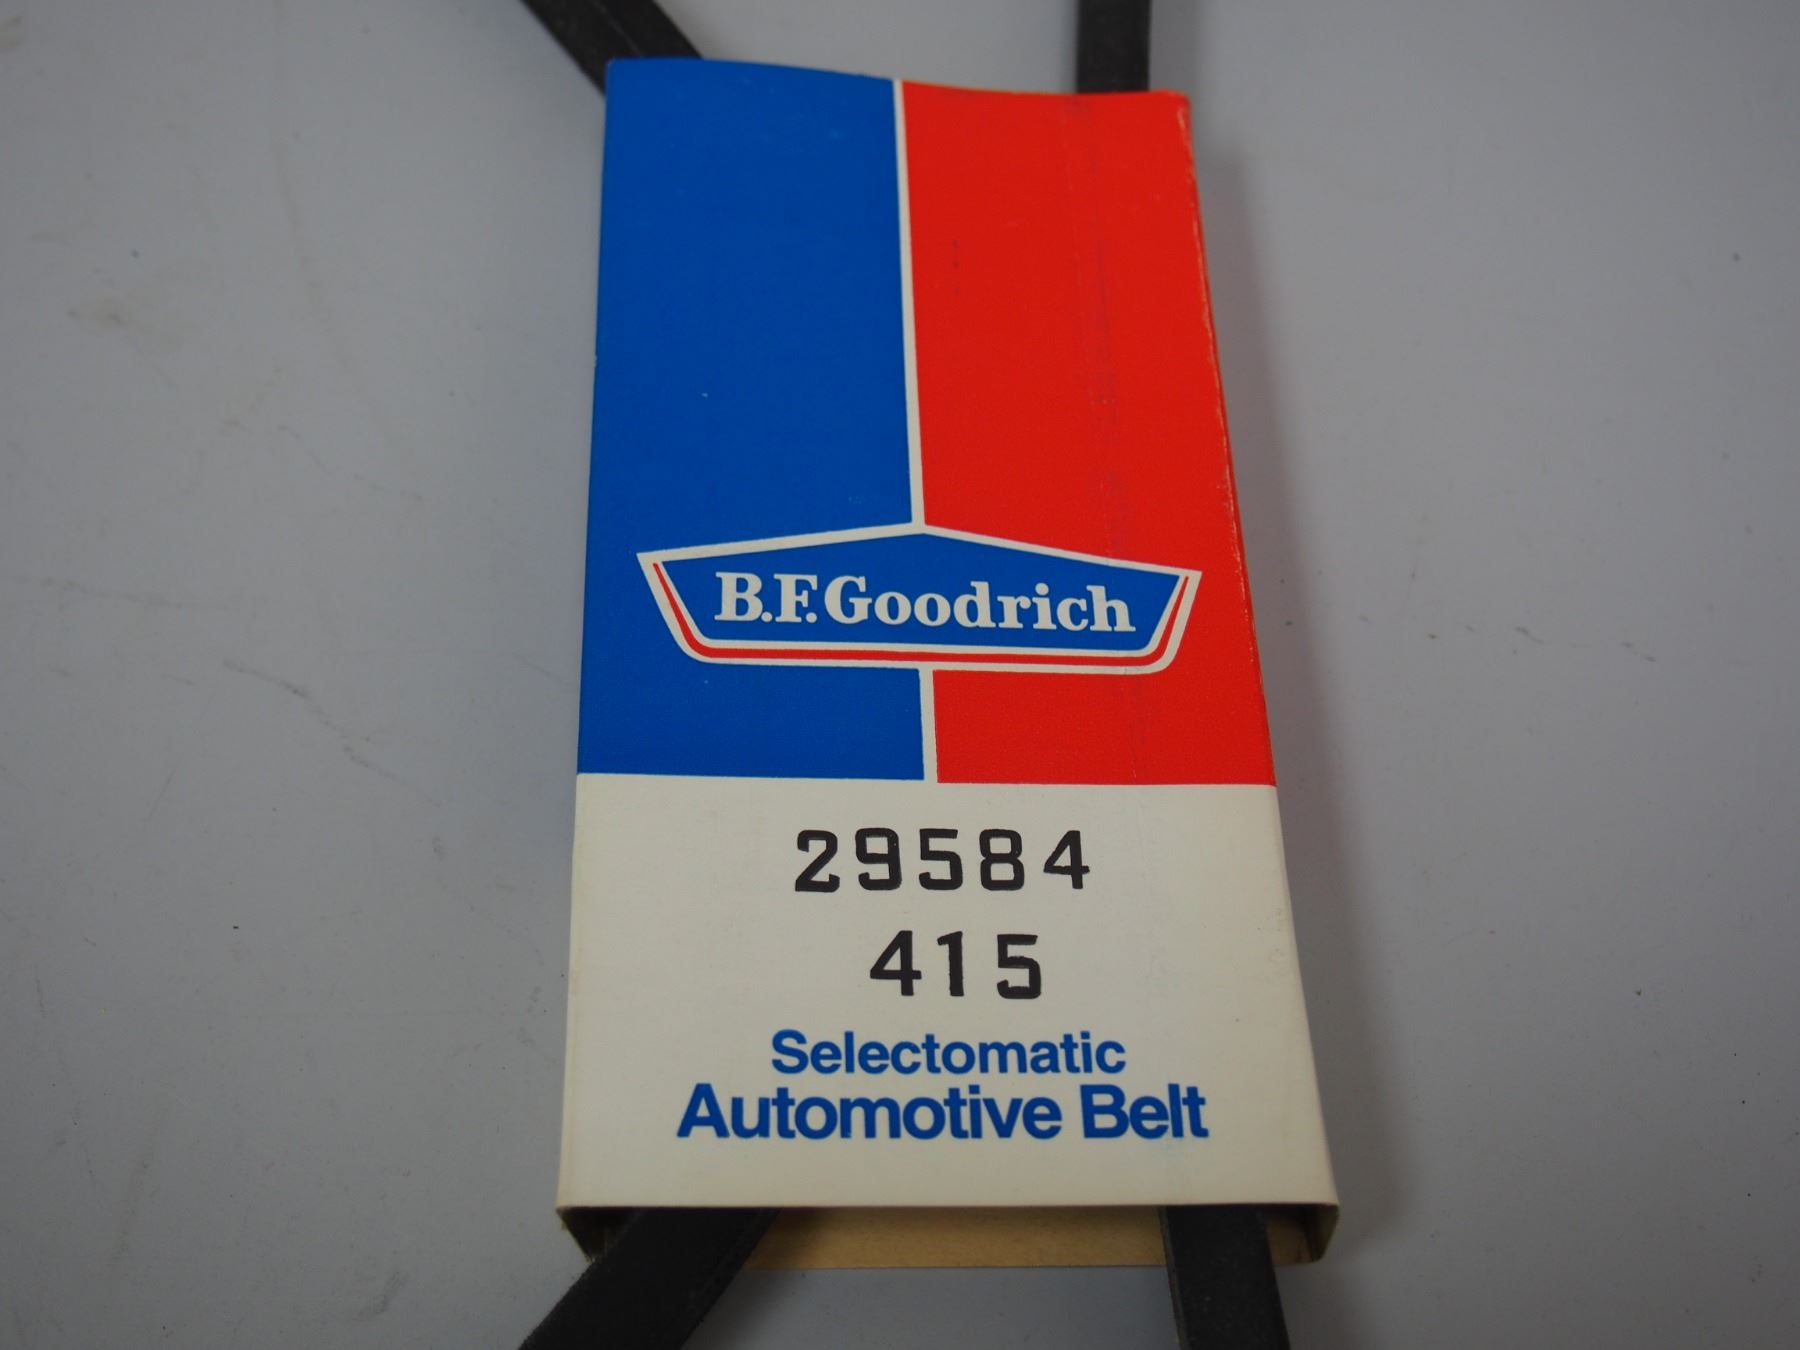 B.F.Goodrich
29584
415
Selectomatic
Automotive Belt